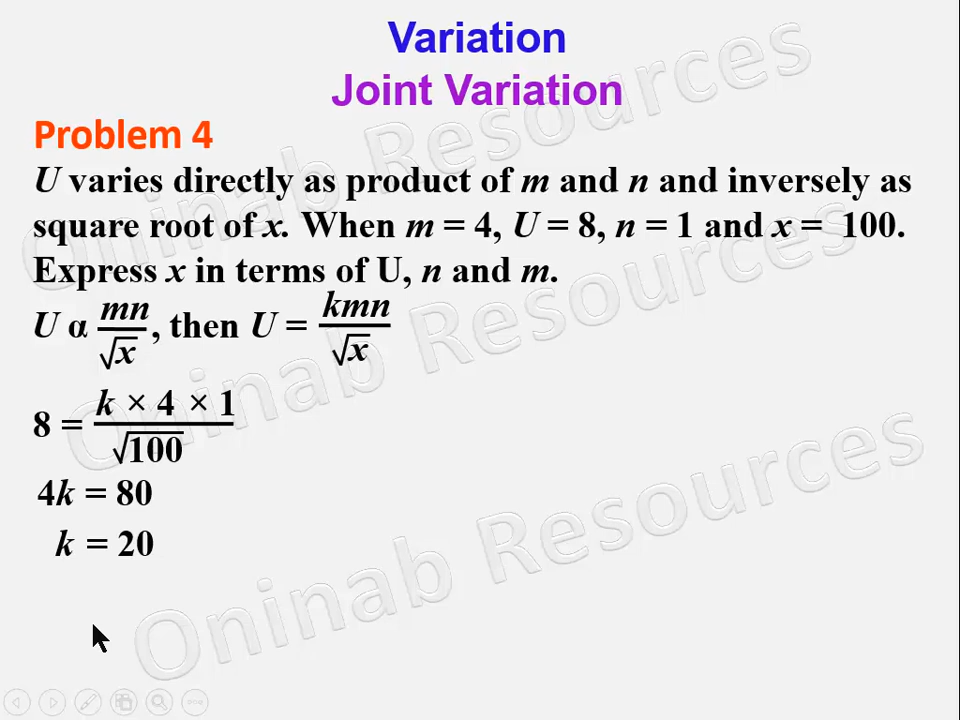 Variation
Joint Variation
Problem 4
U varies directly as product of m and n and inversely as
square root of x. When m = 4, U = 8, n = 1 and x = 100.
Express x in terms of U, n and m.
U α mn/√x, then U = kmn/√x
8 = k × 4 × 1/√100
4k = 80
k = 20
Oninab Resources
Oninab Resources
Oninab Resources